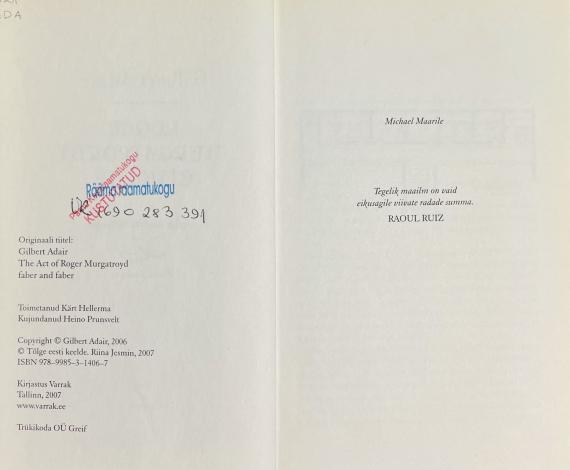 DA
Rääma raamatukogu
KUSTUTATUD
1690 283 391
Originaali tiitel:
Gilbert Adair
The Act of Roger Murgatroyd
faber and faber
Toimetanud Kärt Hellerma
Kujundanud Heino Prunsvelt
Copyright © Gilbert Adair, 2006
© Tõlge eesti keelde. Riina Jesmin, 2007
ISBN 978-9985-3-1406-7
Kirjastus Varrak
Tallinn, 2007
www.varrak.ee
Trükikoda OÜ Greif
Michael Maarile
Tegelik maailm on vaid
eikusagile viivate radade summa.
RAOUL RUIZ